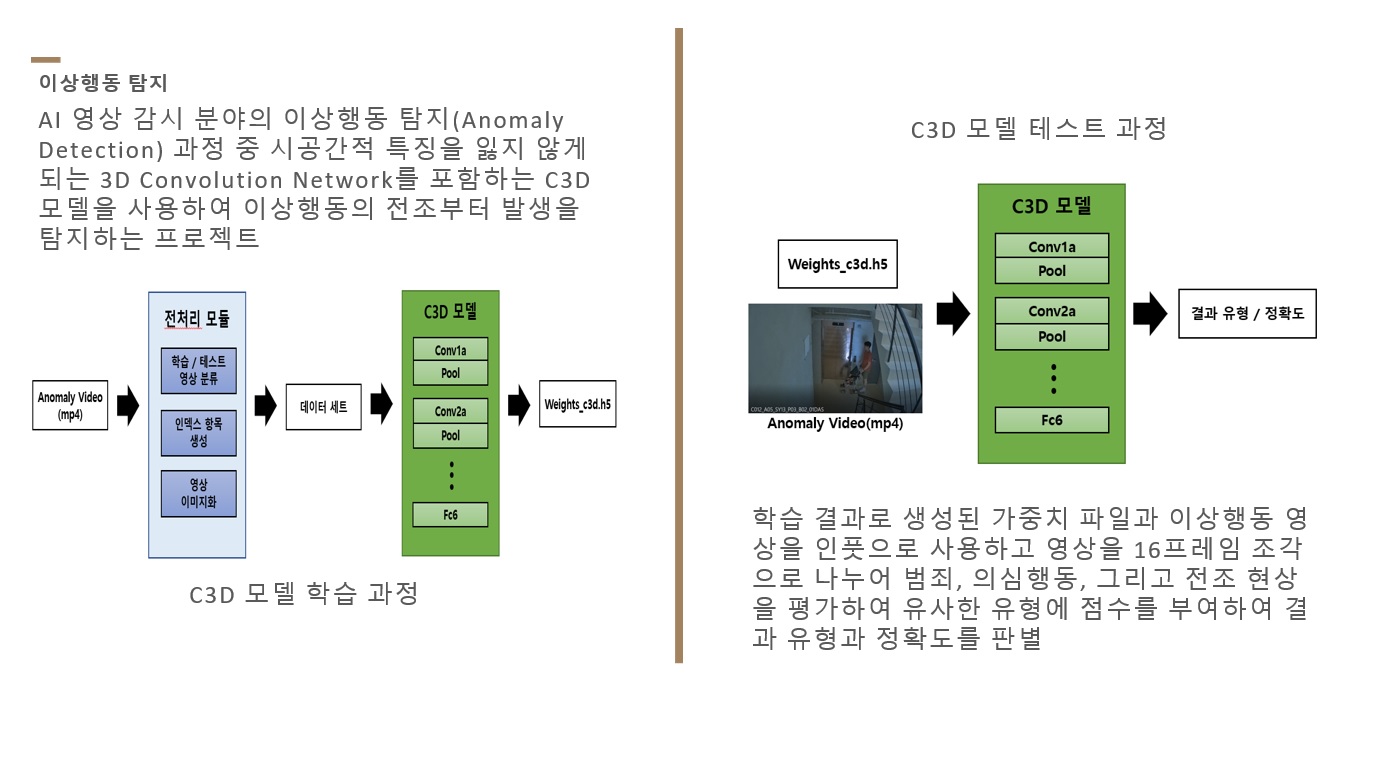 이상행동 탐지
AI 영상 감시 분야의 이상행동 탐지(Anomaly
Detection) 과정 중 시공간적 특징을 잃지 않게
되는 3D Convolution Network를 포함하는 C3D
모델을 사용하여 이상행동의 전조부터 발생을
탐지하는 프로젝트
Anomaly Video
(mp4)
전처리 모듈
학습 / 테스트
영상 분류
인덱스 항목
생성
영상
이미지화
데이터 세트
C3D 모델
Conv1a
Pool
Conv2a
Pool
Fc6
Weights_c3d.h5
C3D 모델 학습 과정
C3D 모델 테스트 과정
Weights_c3d.h5
Anomaly Video(mp4)
C3D 모델
Conv1a
Pool
Conv2a
Pool
Fc6
결과 유형 / 정확도
학습 결과로 생성된 가중치 파일과 이상행동 영
상을 인풋으로 사용하고 영상을 16프레임 조각
으로 나누어 범죄, 의심행동, 그리고 전조 현상
을 평가하여 유사한 유형에 점수를 부여하여 결
과 유형과 정확도를 판별